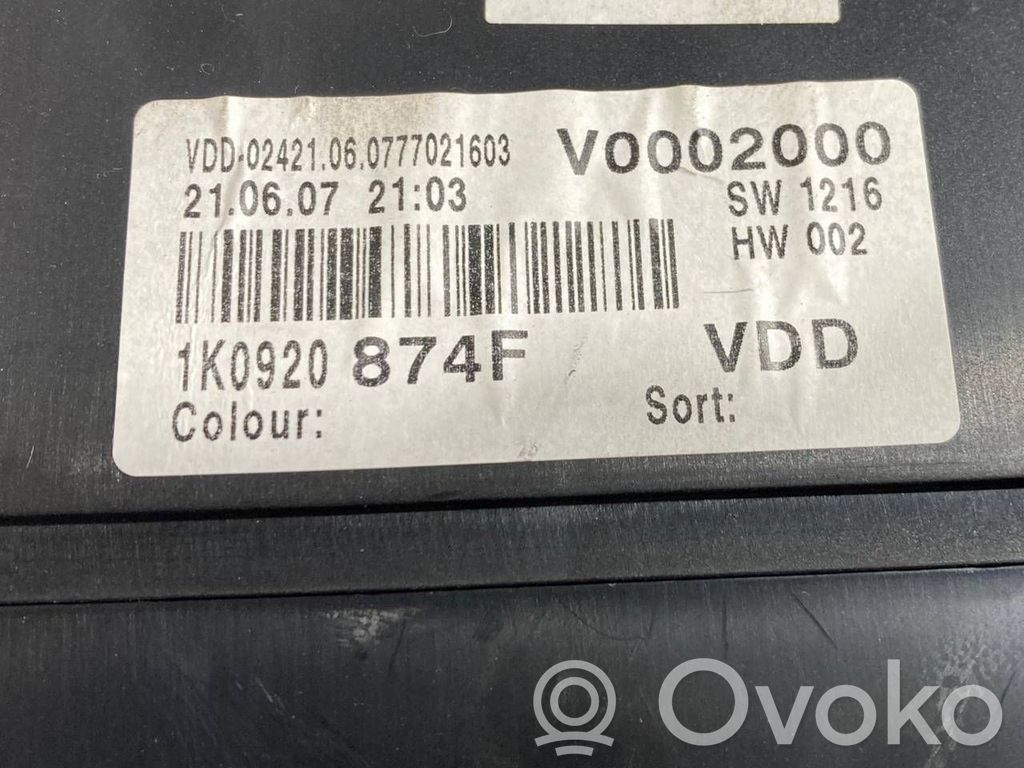 VDD-02421.06.0777021603 V0002000
21.06.07 21:03 SW 1216
HW 002
1K0920 874F VDD
Colour: Sort:
Ovoko